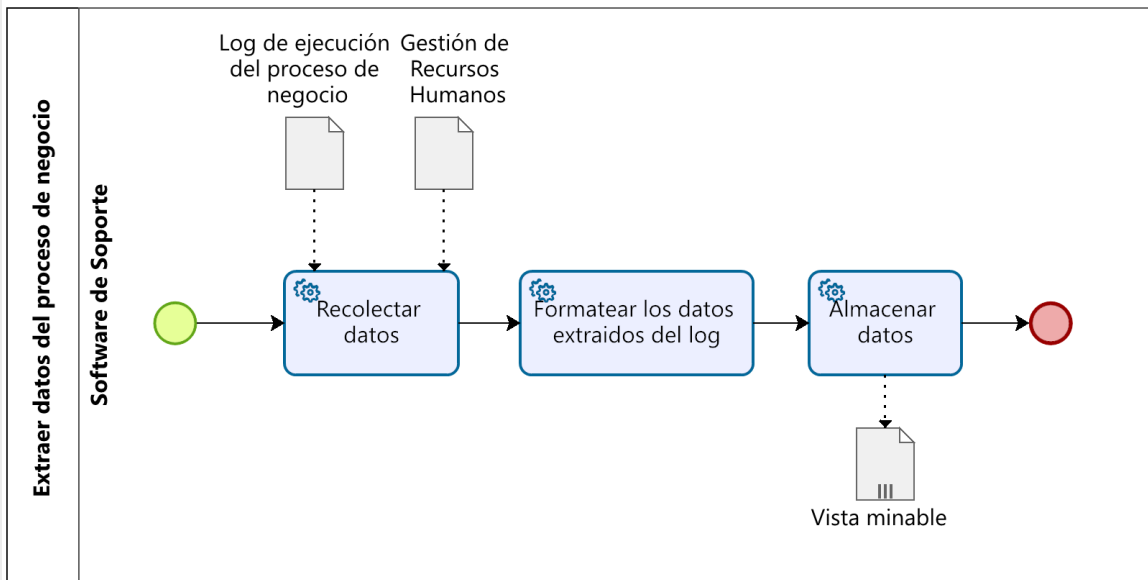 Extraer datos del proceso de negocio
Software de Soporte
Log de ejecución
del proceso de
negocio
Gestión de
Recursos
Humanos
Recolectar
datos
Formatear los datos
extraidos del log
Almacenar
datos
Vista minable